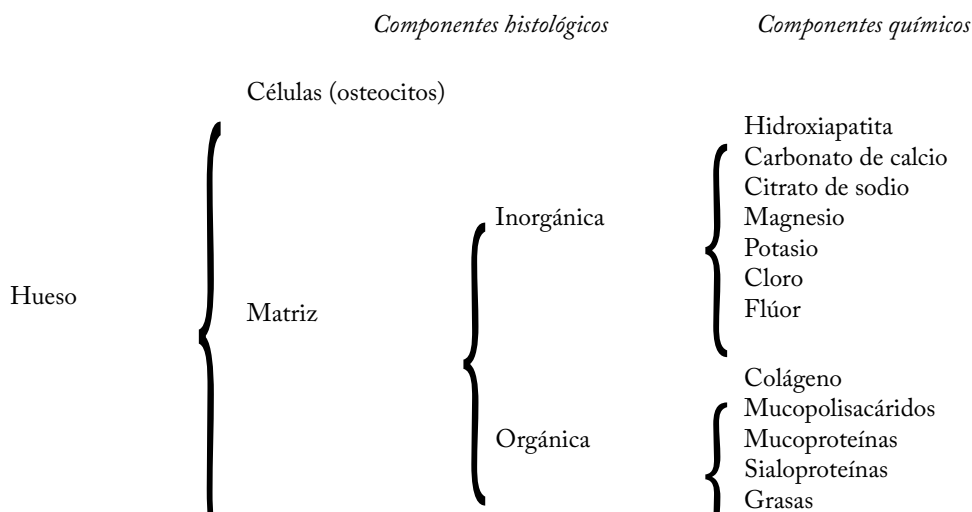 Componentes histológicos
Componentes químicos
Células (osteocitos)
Hidroxiapatita
Carbonato de calcio
Citrato de sodio
Inorgánica
Magnesio
Potasio
Cloro
Hueso
Flúor
Matriz
Colágeno
Mucopolisacáridos
Orgánica
Mucoproteínas
Sialoproteínas
Grasas